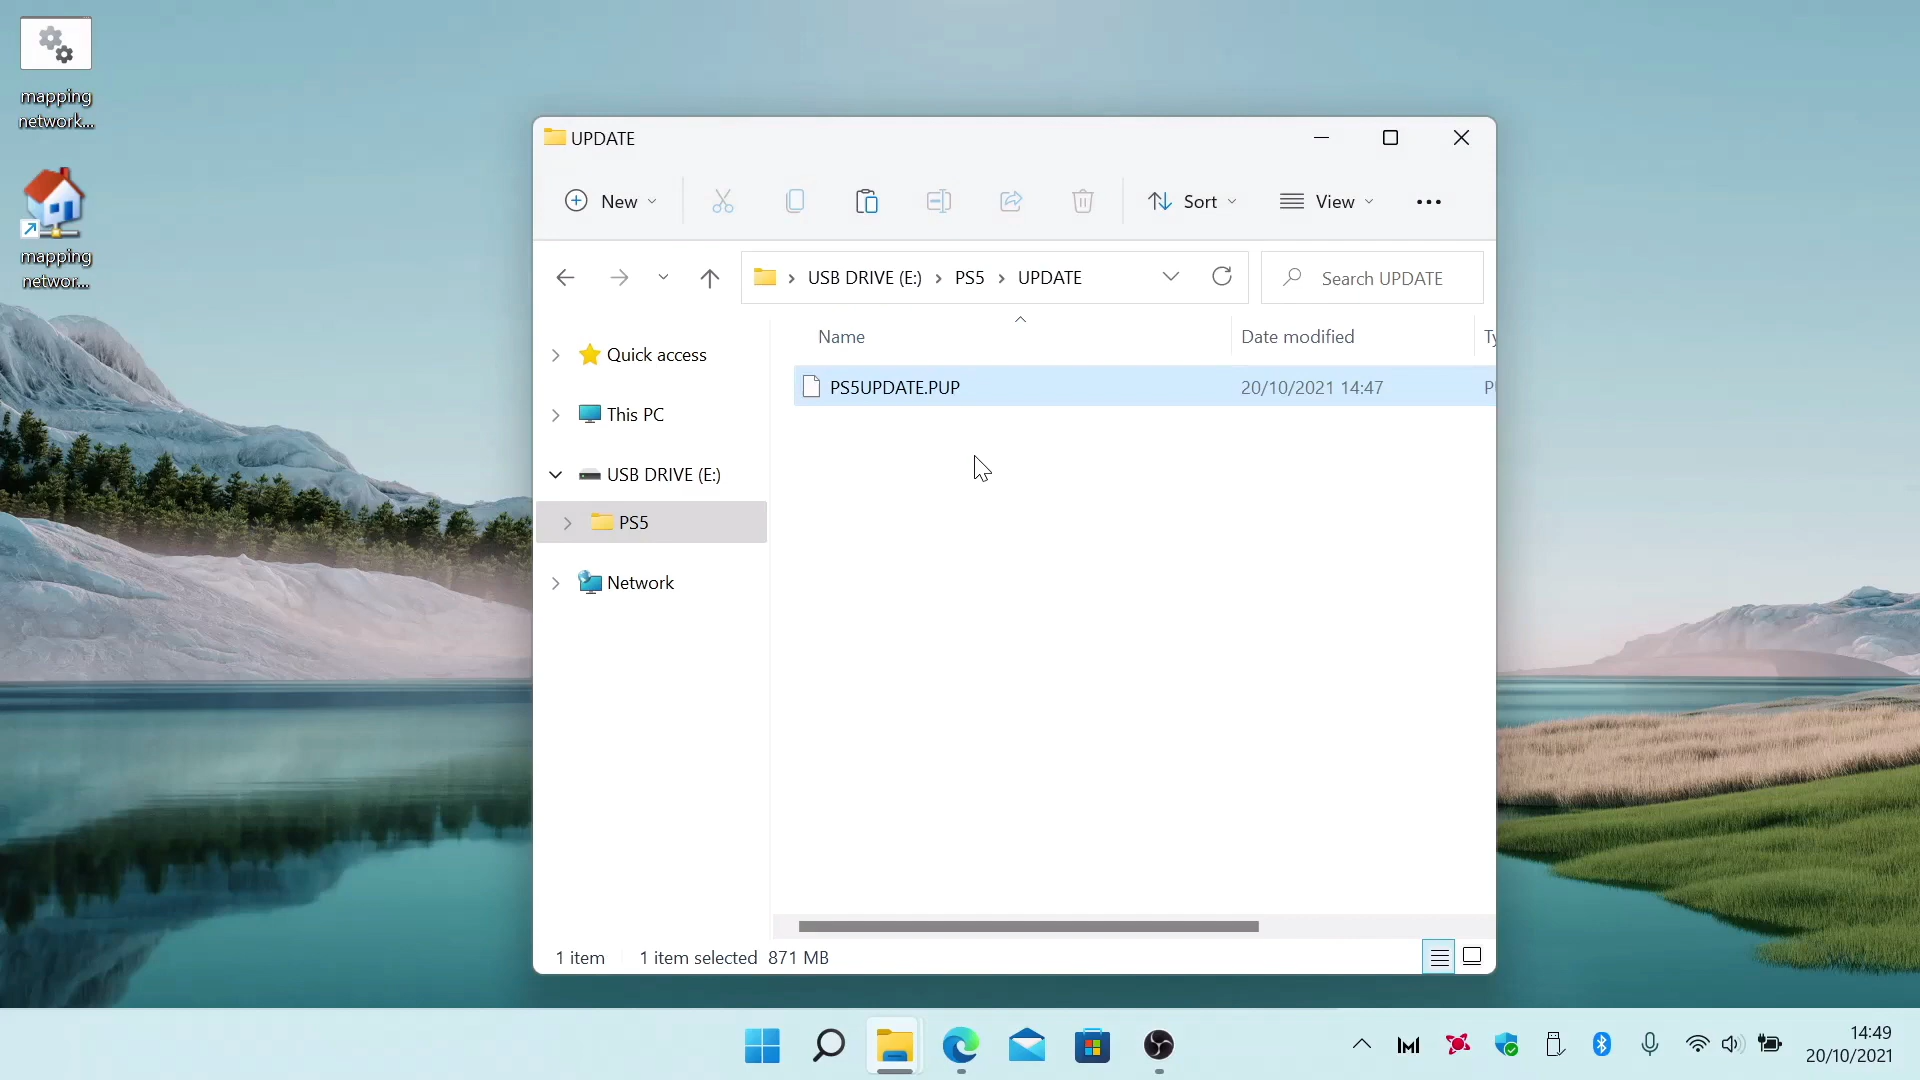 mapping
network....
mapping
networ...
UPDATE
New
Sort
View
USB DRIVE (E:)
PS5
UPDATE
Search UPDATE
Name
Date modified
Ty
Quick access
This PC
USB DRIVE (E:)
PS5
Network
PS5UPDATE.PUP
20/10/2021 14:47
PU
1 item
1 item selected 871 MB
14:49
20/10/2021